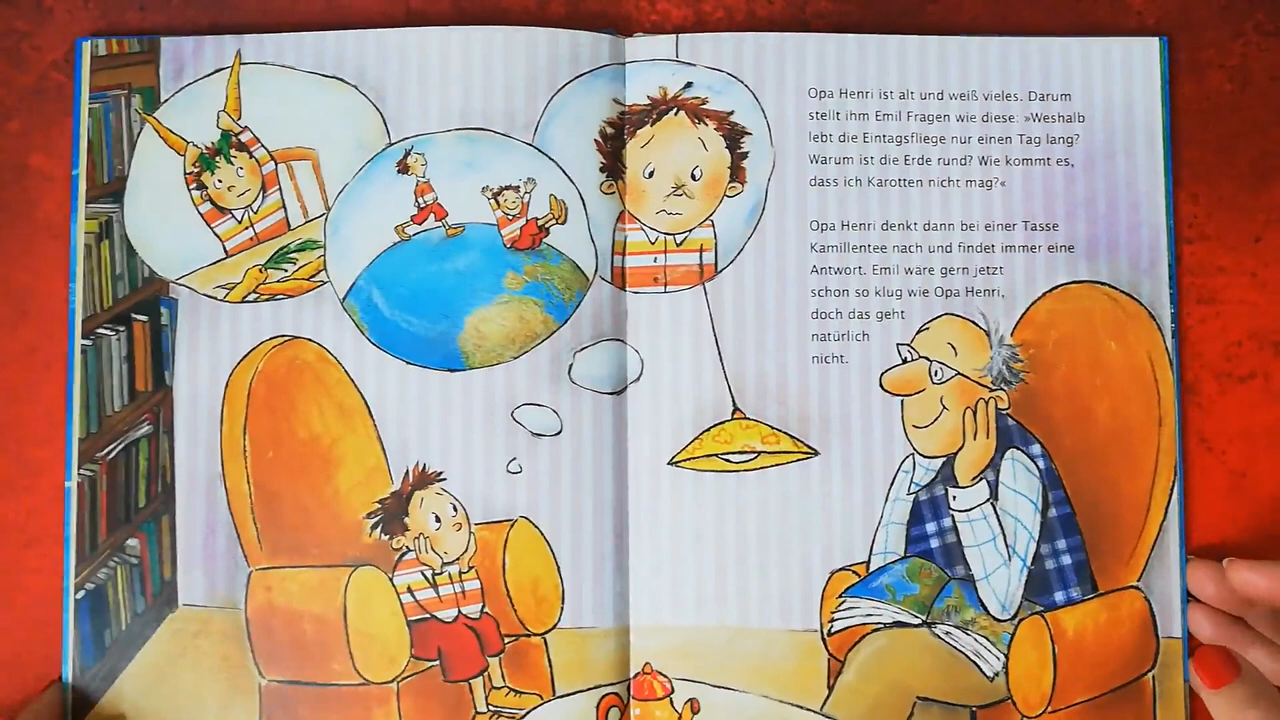 Opa Henri ist alt und weiß vieles. Darum
stellt ihm Emil Fragen wie diese: »Weshalb
lebt die Eintagsfliege nur einen Tag lang?
Warum ist die Erde rund? Wie kommt es,
dass ich Karotten nicht mag?«
Opa Henri denkt dann bei einer Tasse
Kamillentee nach und findet immer eine
Antwort. Emil wäre gern jetzt
schon so klug wie Opa Henri,
doch das geht
natürlich
nicht.